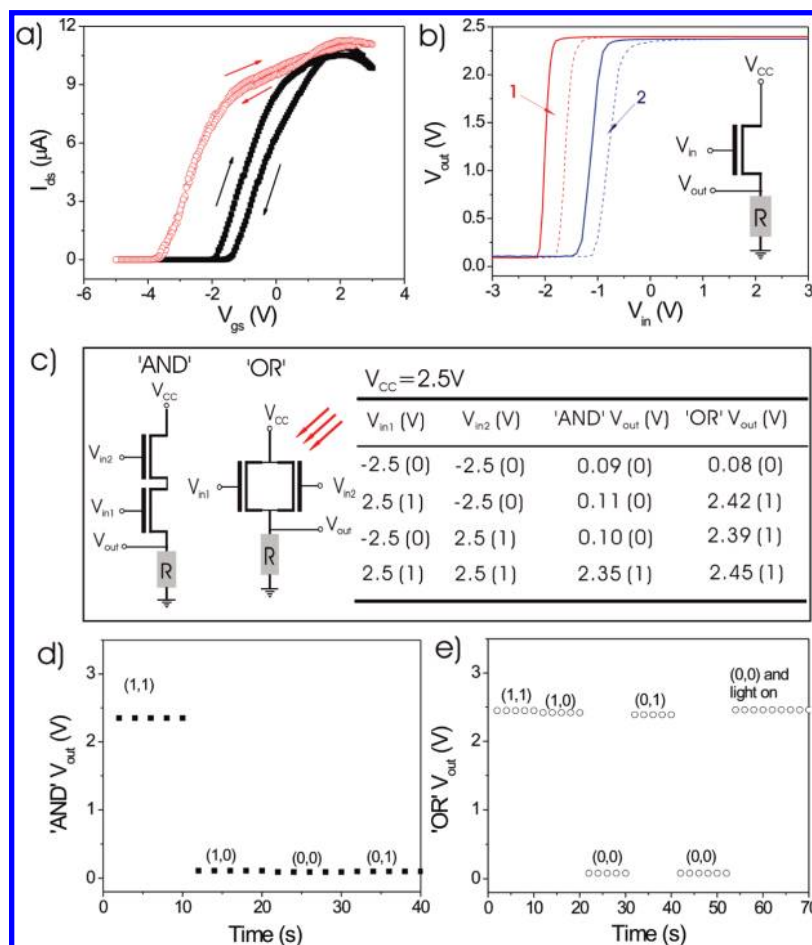 a)
12
9
6
3
0
I_ds (µA)
-6 -4 -2 0 2 4
V_gs (V)
b)
2.5
2.0
1.5
1.0
0.5
0.0
V_out (V)
1
2
V_CC
V_in
V_out
R
-3 -2 -1 0 1 2 3
V_in (V)
c)
'AND' 'OR'
V_CC
V_in2
V_in1
V_out
R
V_CC
V_in1
V_in2
V_out
R
V_CC=2.5V
V_in1 (V) V_in2 (V) 'AND' V_out (V) 'OR' V_out (V)
-2.5 (0) -2.5 (0) 0.09 (0) 0.08 (0)
2.5 (1) -2.5 (0) 0.11 (0) 2.42 (1)
-2.5 (0) 2.5 (1) 0.10 (0) 2.39 (1)
2.5 (1) 2.5 (1) 2.35 (1) 2.45 (1)
d)
3
2
1
0
'AND' V_out (V)
(1,1)
(1,0) (0,0) (0,1)
0 10 20 30 40
Time (s)
e)
3
2
1
0
'OR' V_out (V)
(1,1) (1,0) (0,1)
(0,0) and
light on
(0,0) (0,0)
0 10 20 30 40 50 60 70
Time (s)